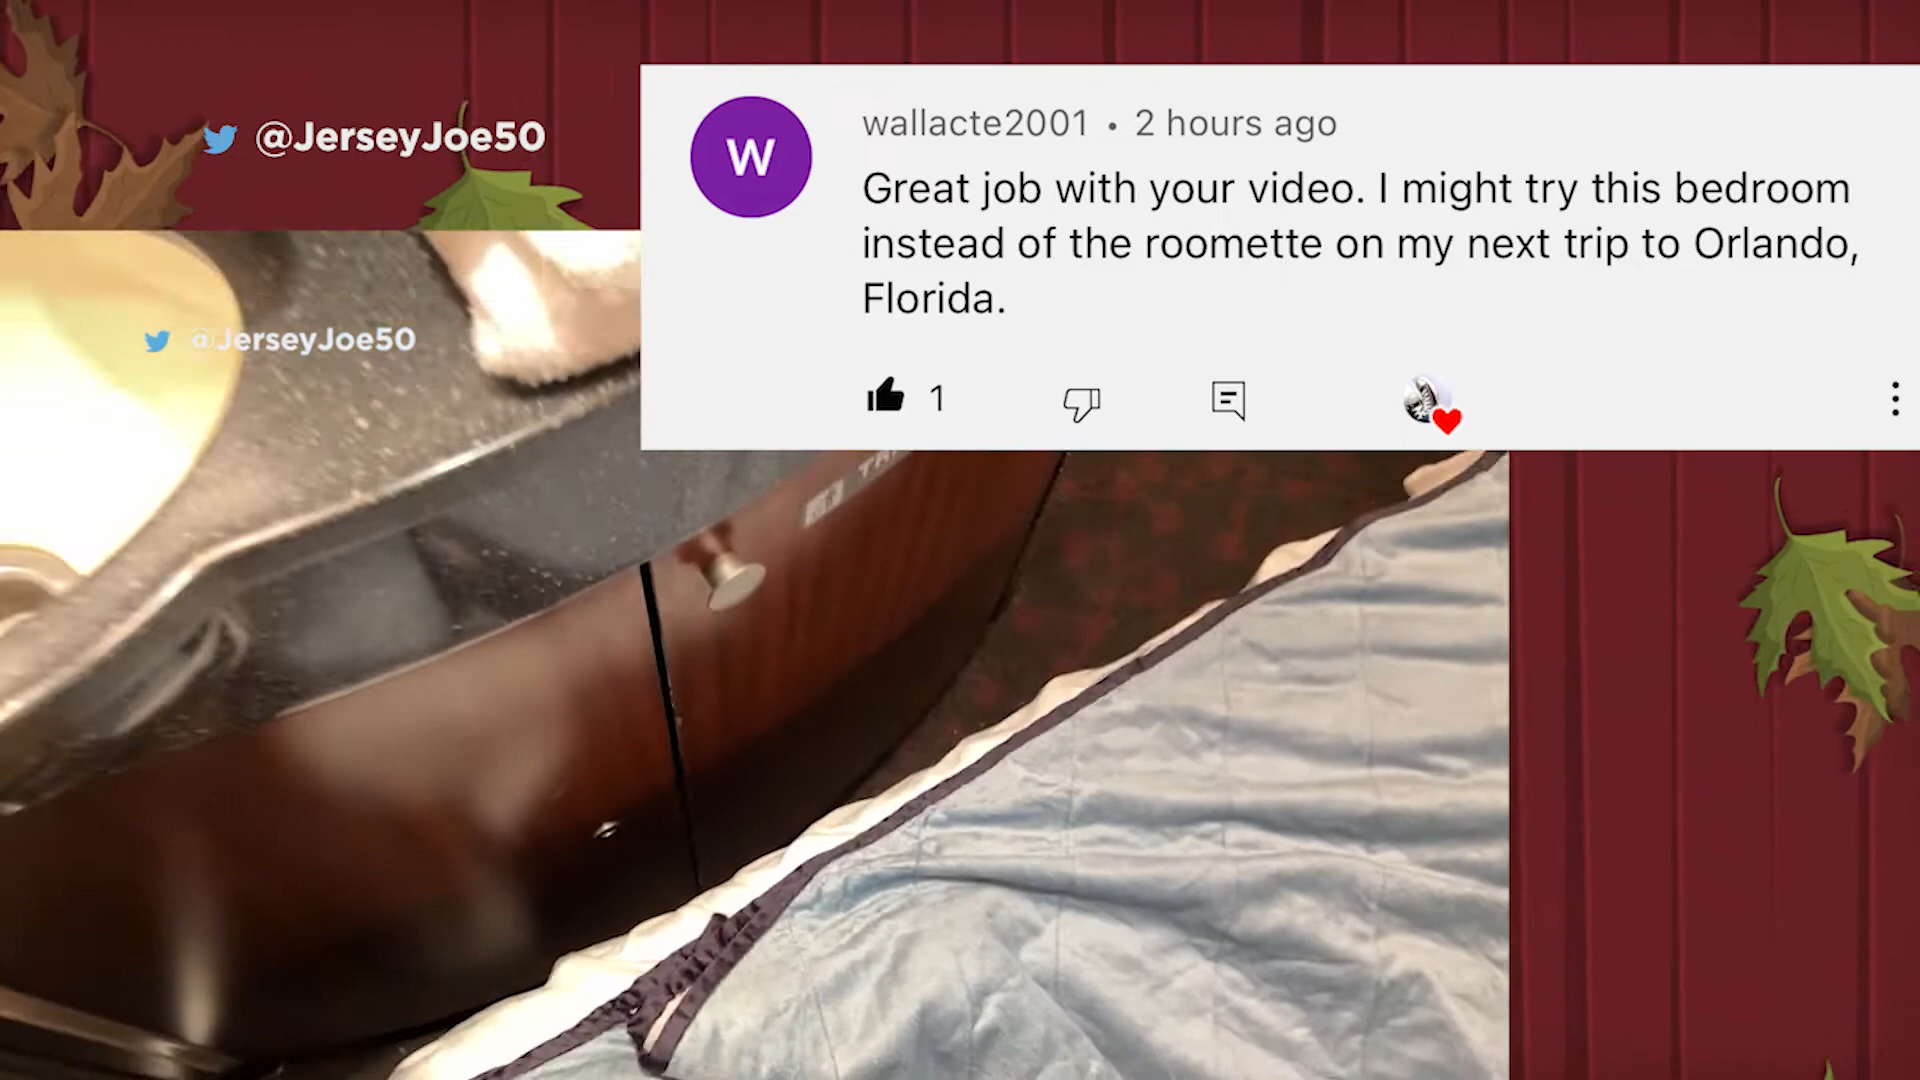 @JerseyJoe50
wallacte2001 • 2 hours ago
W
Great job with your video. I might try this bedroom
instead of the roomette on my next trip to Orlando,
Florida.
@JerseyJoe50
1